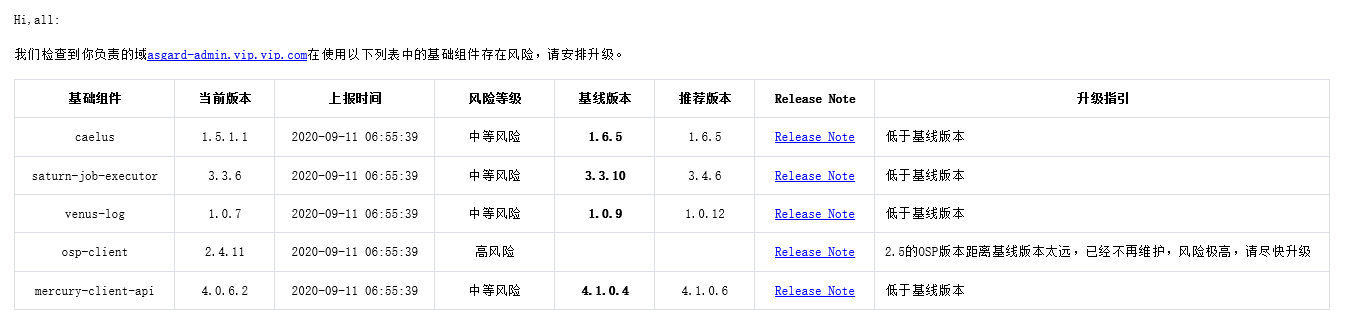 Hi,all:
我们检查到你负责的域asgard-admin.vip.vip.com在使用以下列表中的基础组件存在风险，请安排升级。
基础组件 当前版本 上报时间 风险等级 基线版本 推荐版本 Release Note 升级指引
caelus 1.5.1.1 2020-09-11 06:55:39 中等风险 1.6.5 1.6.5 Release Note 低于基线版本
saturn-job-executor 3.3.6 2020-09-11 06:55:39 中等风险 3.3.10 3.4.6 Release Note 低于基线版本
venus-log 1.0.7 2020-09-11 06:55:39 中等风险 1.0.9 1.0.12 Release Note 低于基线版本
osp-client 2.4.11 2020-09-11 06:55:39 高风险 Release Note 2.5的OSP版本距离基线版本太远，已经不再维护，风险极高，请尽快升级
mercury-client-api 4.0.6.2 2020-09-11 06:55:39 中等风险 4.1.0.4 4.1.0.6 Release Note 低于基线版本